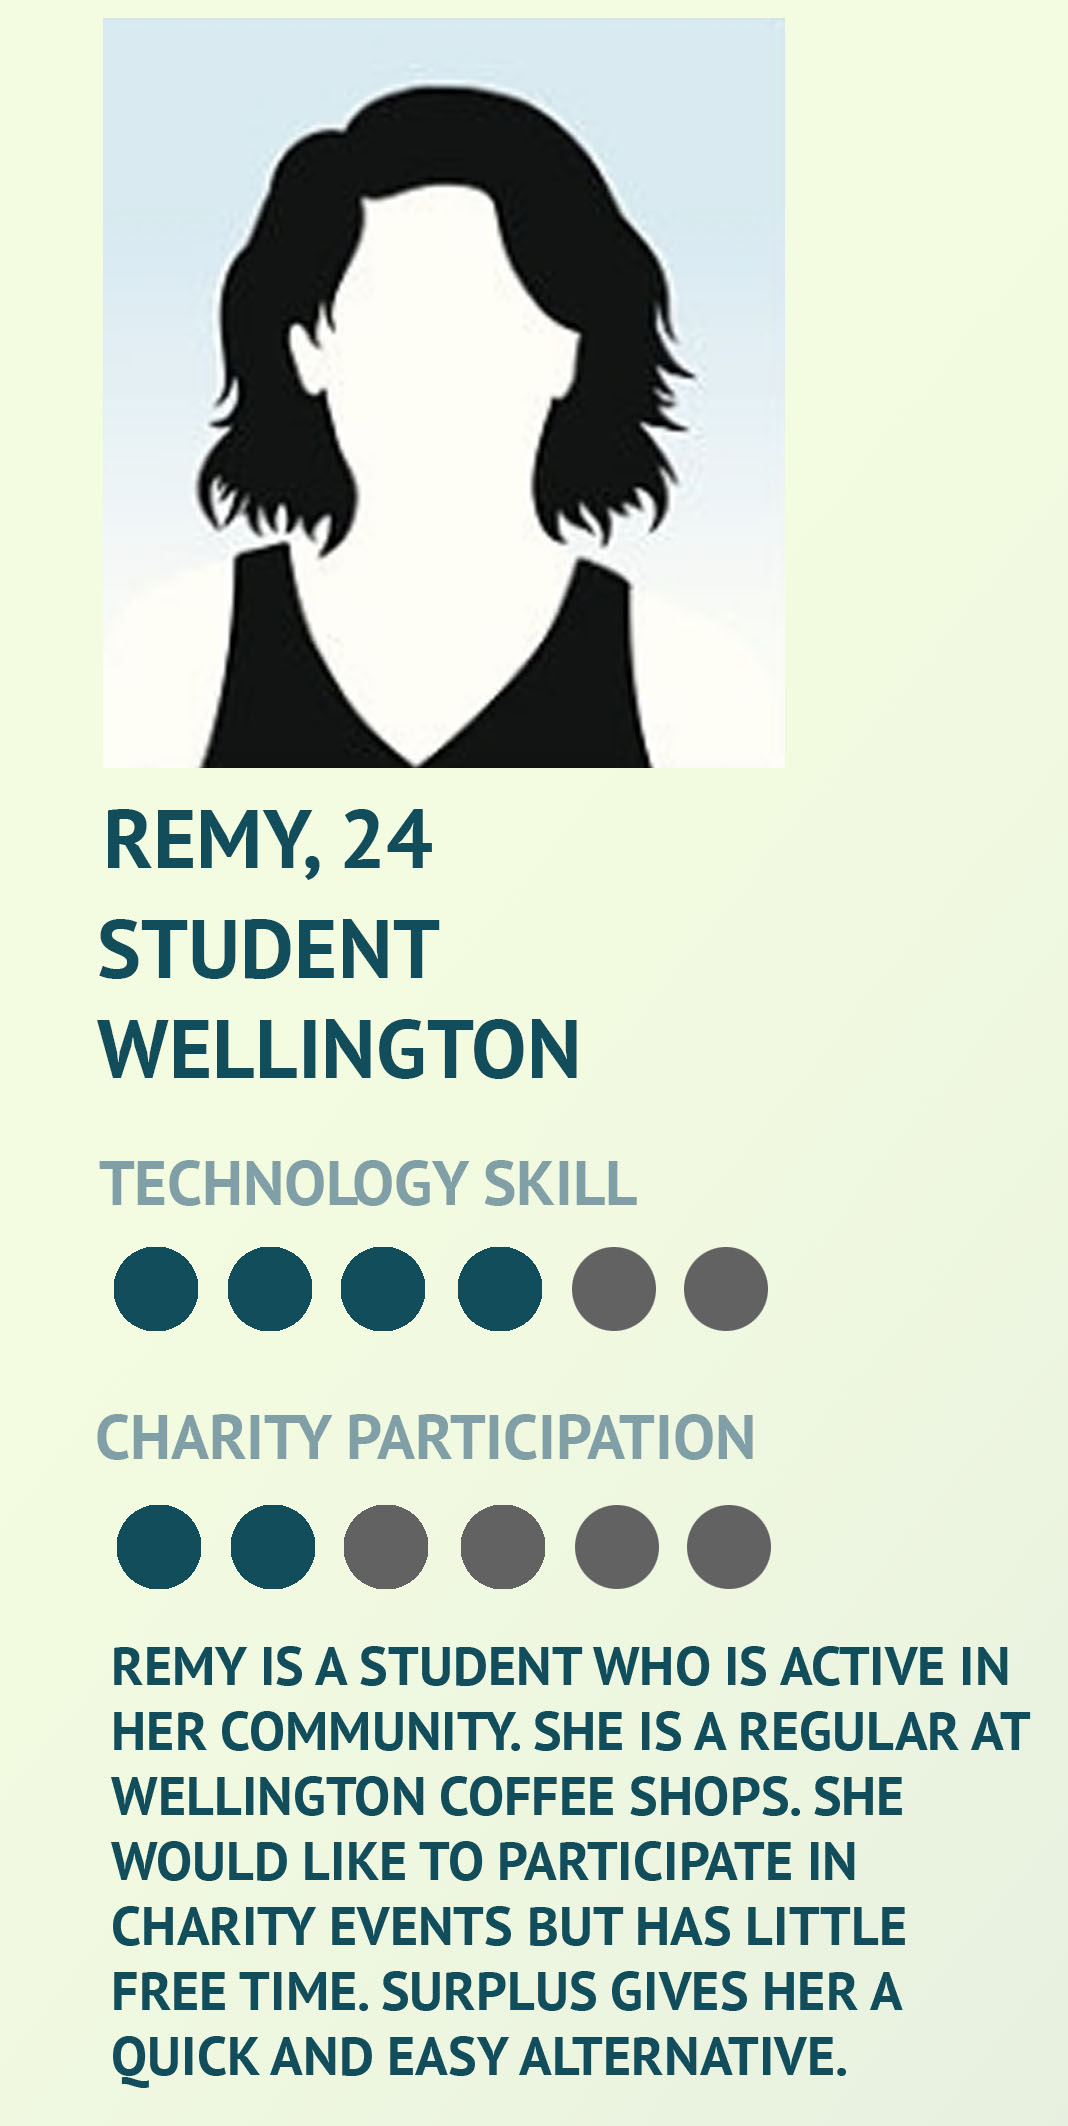 REMY, 24
STUDENT
WELLINGTON
TECHNOLOGY SKILL
CHARITY PARTICIPATION
REMY IS A STUDENT WHO IS ACTIVE IN
HER COMMUNITY. SHE IS A REGULAR AT
WELLINGTON COFFEE SHOPS. SHE
WOULD LIKE TO PARTICIPATE IN
CHARITY EVENTS BUT HAS LITTLE
FREE TIME. SURPLUS GIVES HER A
QUICK AND EASY ALTERNATIVE.